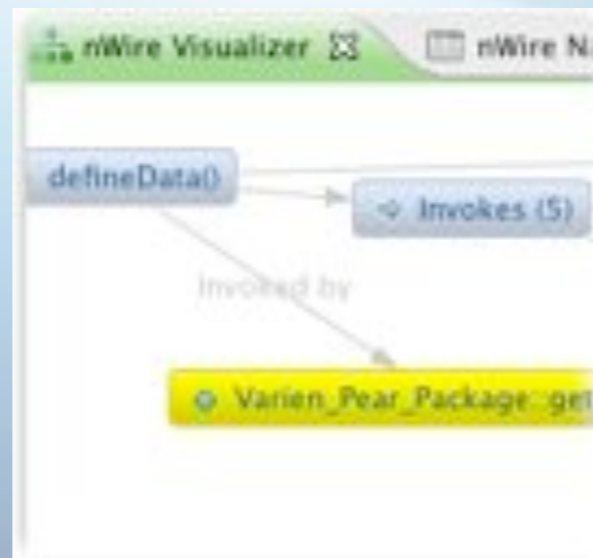 nWire Visualizer
nWire
defineData()
Invokes (5)
Invoked by
Varien_Pear_Package::get